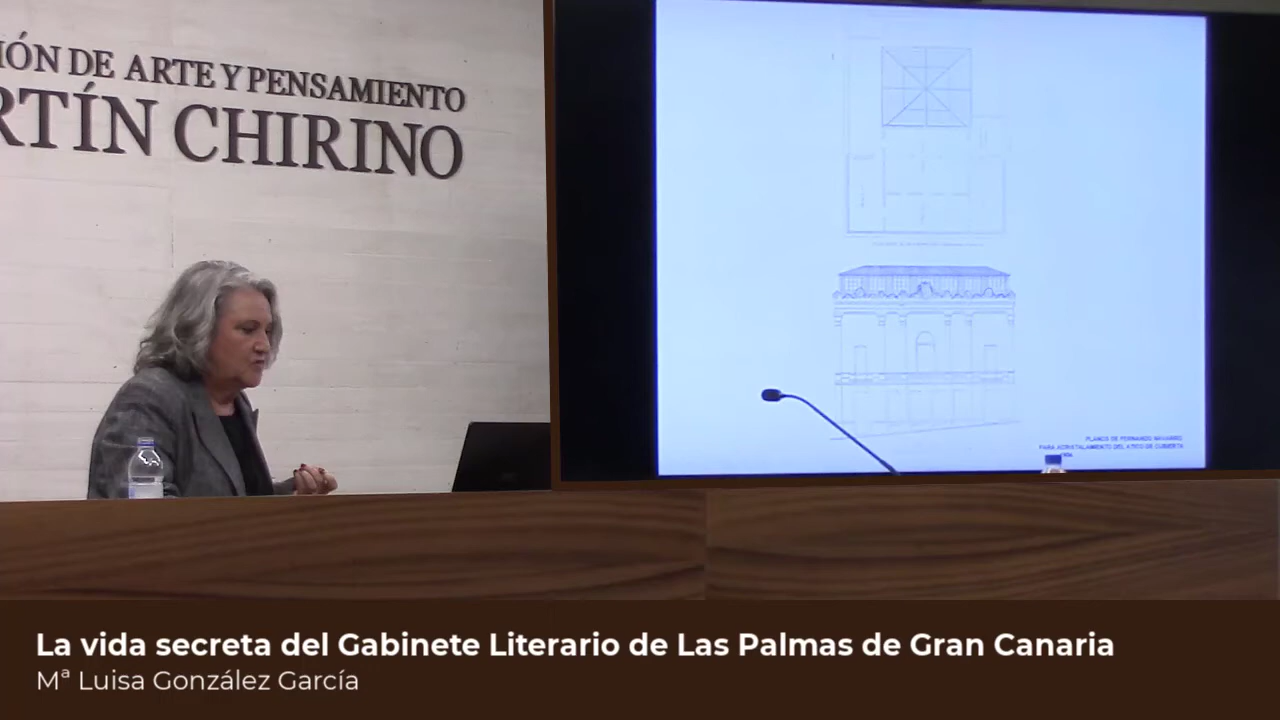 IÓN DE ARTE Y PENSAMIENTO
RTÍN CHIRINO
PLANOS DE FERNANDO NAVARRO
PARA ACRISTALAMIENTO DEL ATICO DE CUBIERTA
La vida secreta del Gabinete Literario de Las Palmas de Gran Canaria
Mª Luisa González García